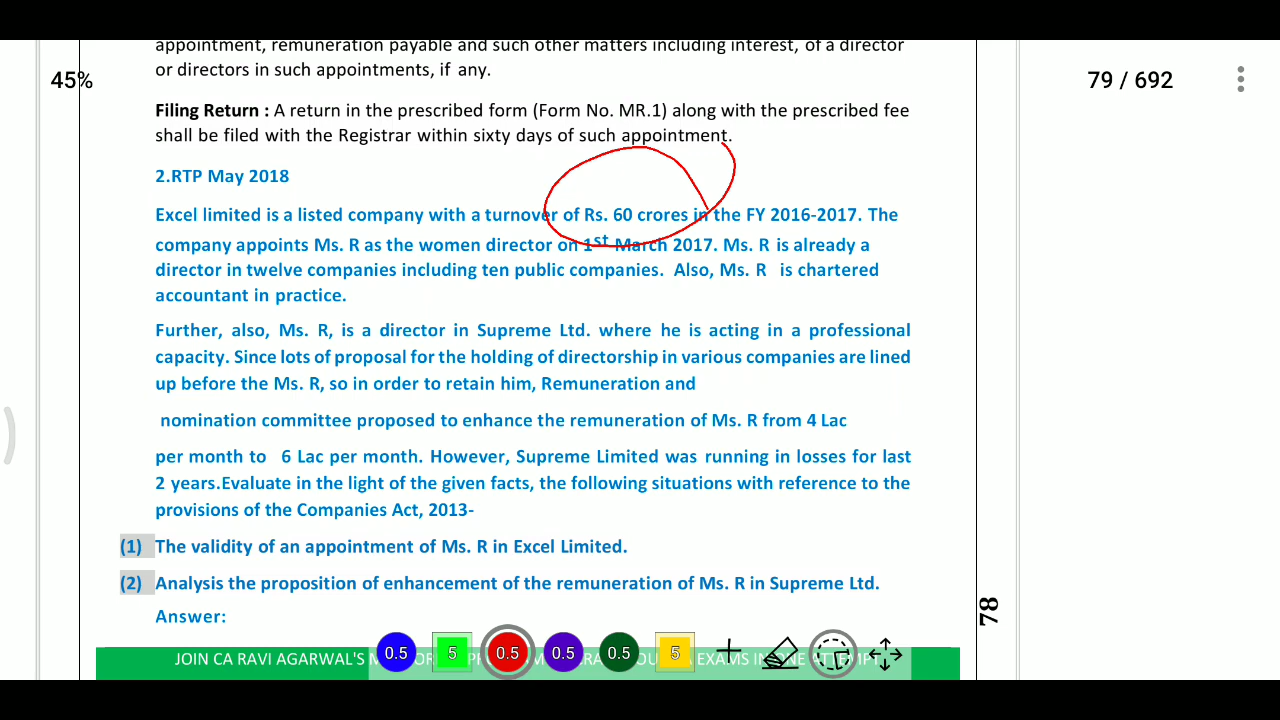 appointment, remuneration payable and such other matters including interest, of a director
45%
or directors in such appointments, if any.
79 / 692
Filing Return : A return in the prescribed form (Form No. MR.1) along with the prescribed fee
shall be filed with the Registrar within sixty days of such appointment.
2.RTP May 2018
Excel limited is a listed company with a turnover of Rs. 60 crores in the FY 2016-2017. The
company appoints Ms. R as the women director on 1st March 2017. Ms. R is already a
director in twelve companies including ten public companies. Also, Ms. R is chartered
accountant in practice.
Further, also, Ms. R, is a director in Supreme Ltd. where he is acting in a professional
capacity. Since lots of proposal for the holding of directorship in various companies are lined
up before the Ms. R, so in order to retain him, Remuneration and
nomination committee proposed to enhance the remuneration of Ms. R from 4 Lac
per month to 6 Lac per month. However, Supreme Limited was running in losses for last
2 years.Evaluate in the light of the given facts, the following situations with reference to the
provisions of the Companies Act, 2013-
(1) The validity of an appointment of Ms. R in Excel Limited.
(2) Analysis the proposition of enhancement of the remuneration of Ms. R in Supreme Ltd.
Answer:
78
0.5 5 0.5 0.5 0.5 5
JOIN CA RAVI AGARWAL'S EXAMS IN